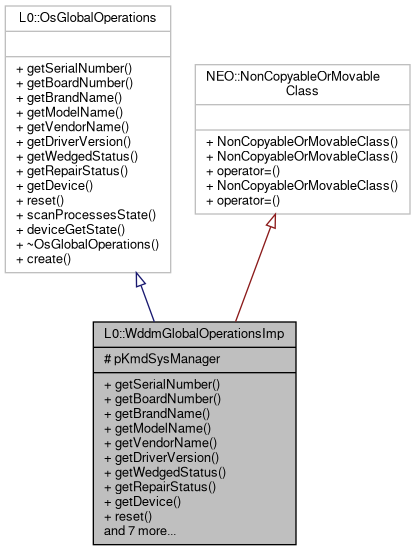 L0::OsGlobalOperations
+ getSerialNumber()
+ getBoardNumber()
+ getBrandName()
+ getModelName()
+ getVendorName()
+ getDriverVersion()
+ getWedgedStatus()
+ getRepairStatus()
+ getDevice()
+ reset()
+ scanProcessesState()
+ deviceGetState()
+ ~OsGlobalOperations()
+ create()
NEO::NonCopyableOrMovable
Class
+ NonCopyableOrMovableClass()
+ NonCopyableOrMovableClass()
+ operator=()
+ NonCopyableOrMovableClass()
+ operator=()
L0::WddmGlobalOperationsImp
# pKmdSysManager
+ getSerialNumber()
+ getBoardNumber()
+ getBrandName()
+ getModelName()
+ getVendorName()
+ getDriverVersion()
+ getWedgedStatus()
+ getRepairStatus()
+ getDevice()
+ reset()
and 7 more...